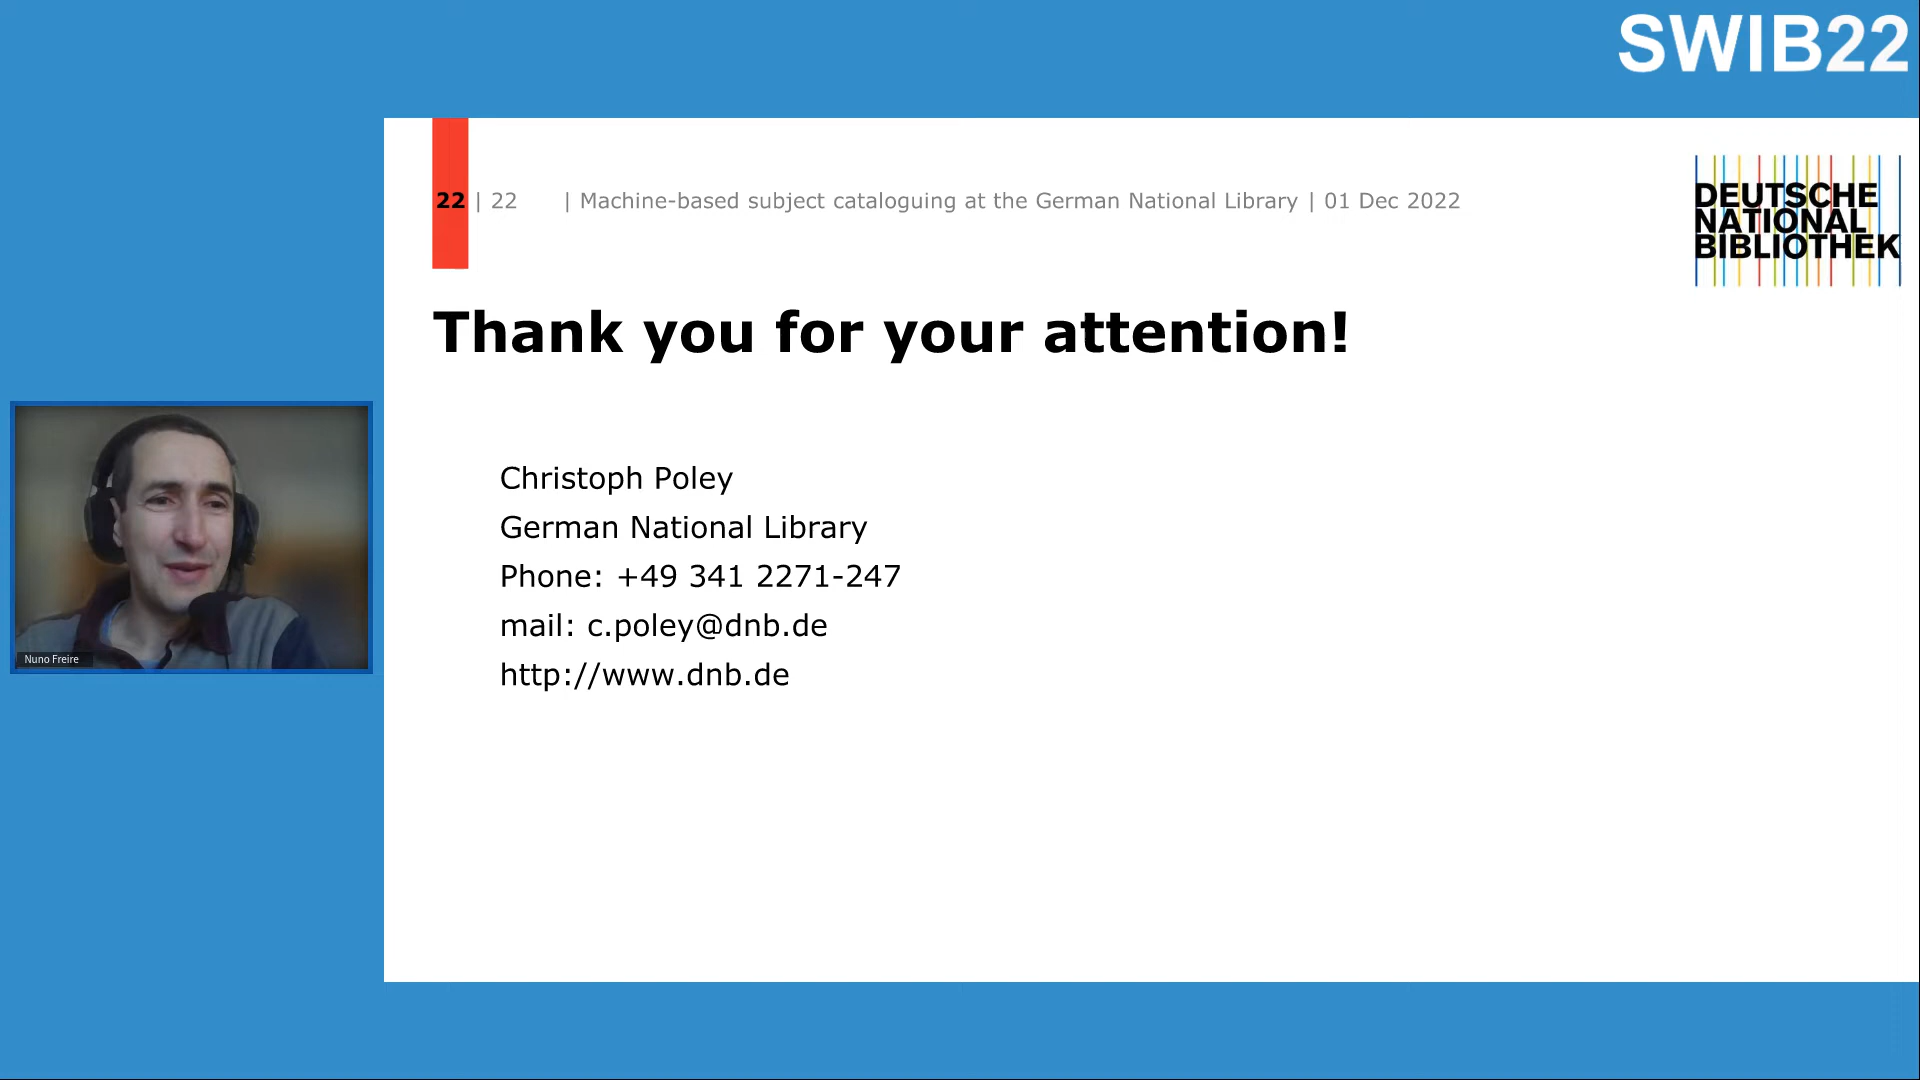 SWIB22
22 | 22 | Machine-based subject cataloguing at the German National Library | 01 Dec 2022
DEUTSCHE
NATIONAL
BIBLIOTHEK
Thank you for your attention!
Christoph Poley
German National Library
Phone: +49 341 2271-247
mail: c.poley@dnb.de
http://www.dnb.de
Nuno Freire